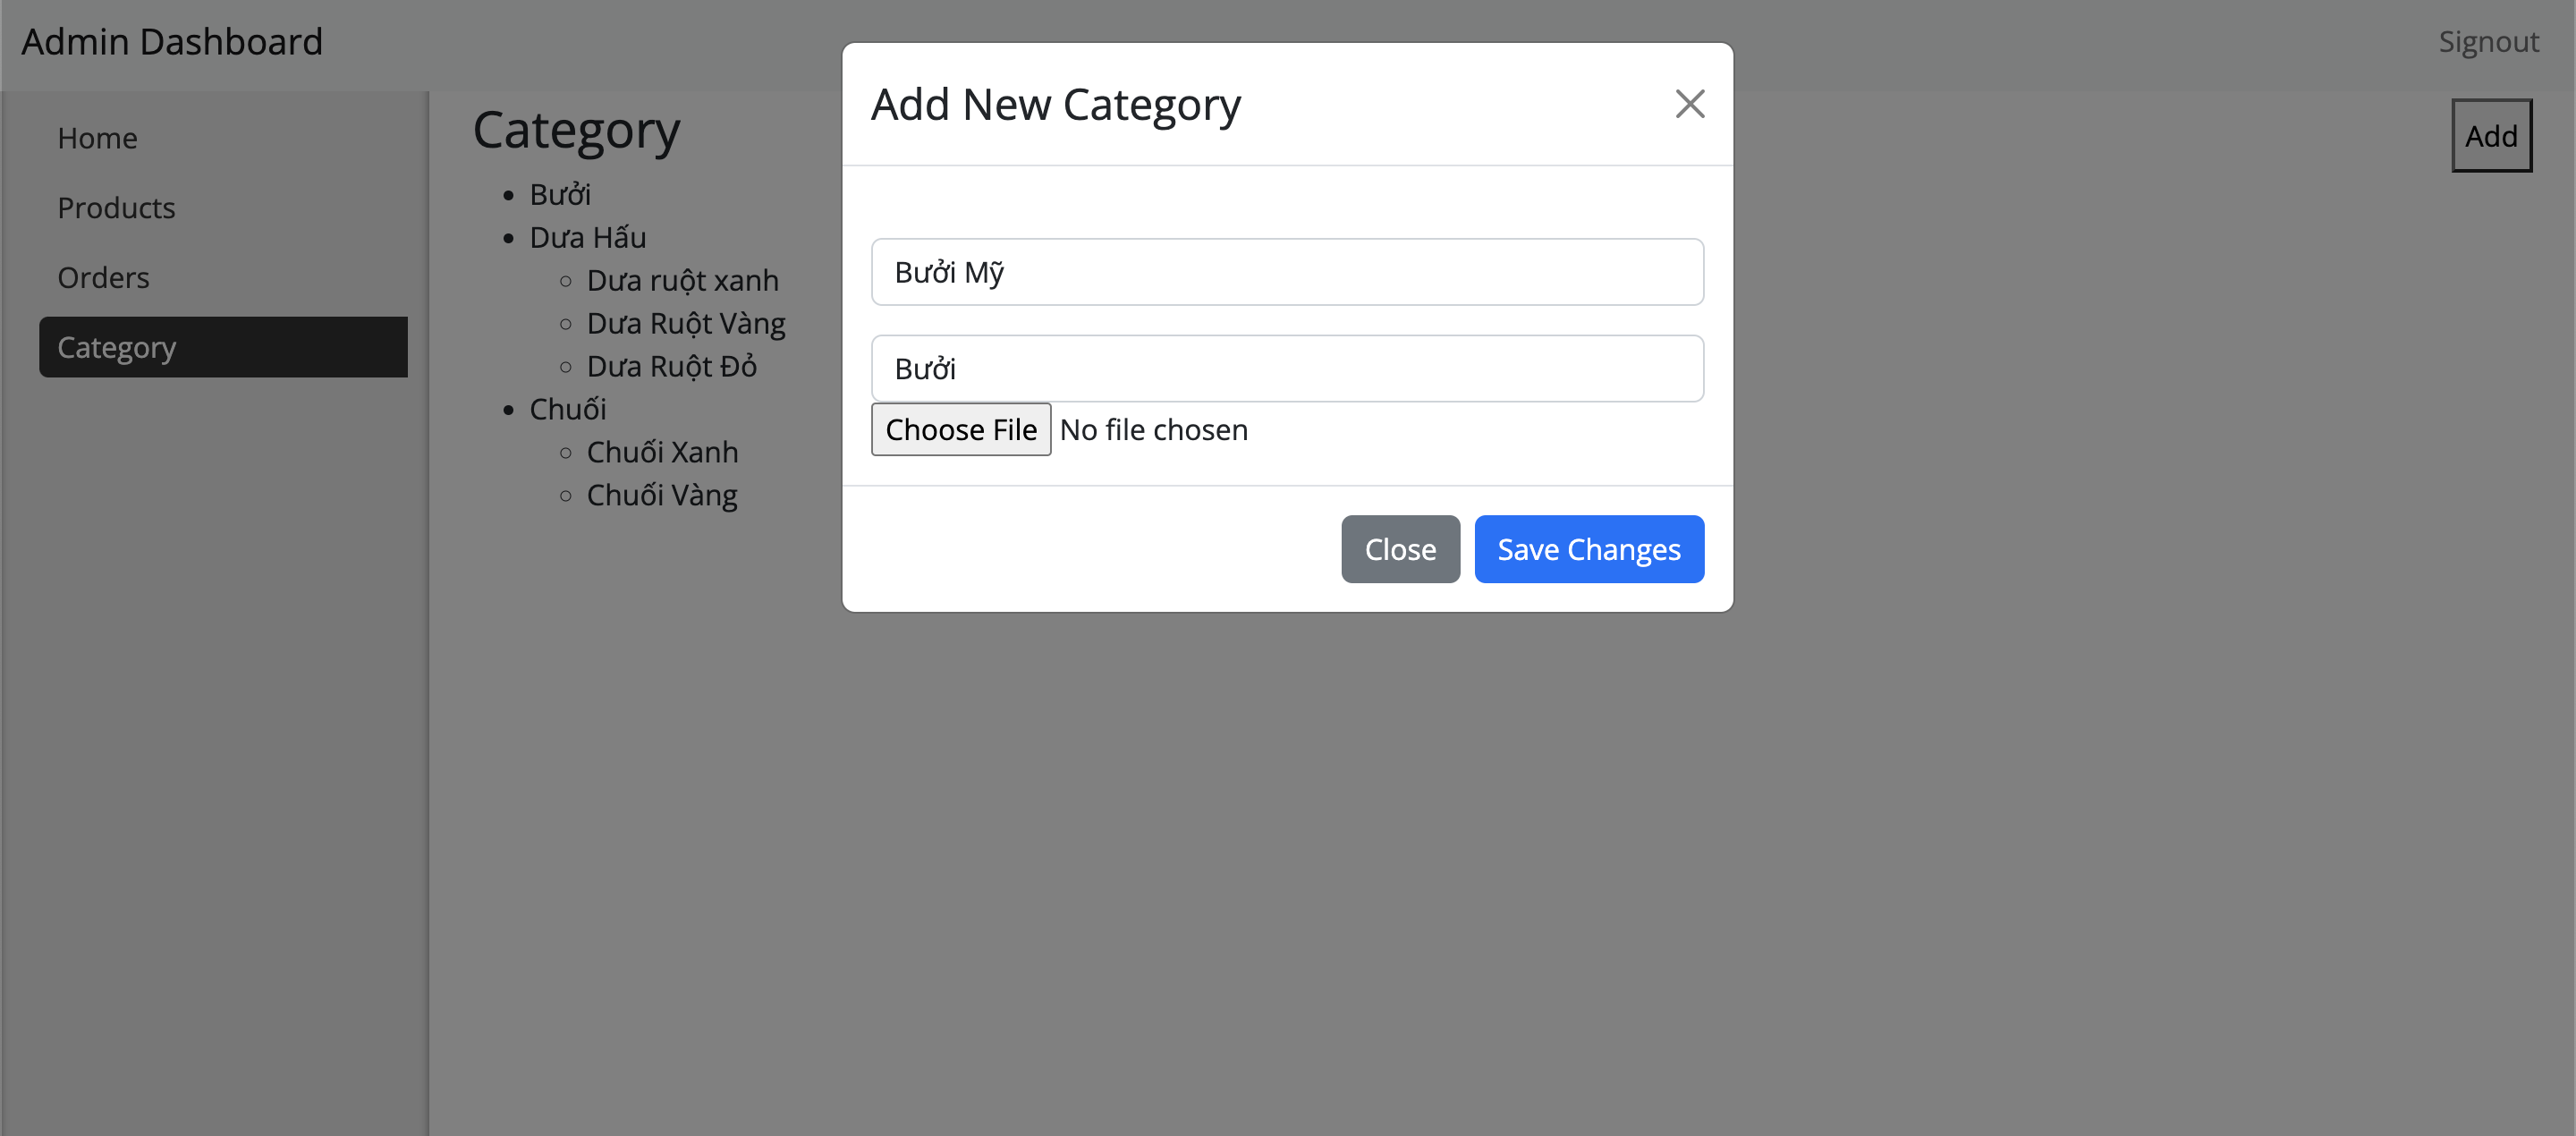 Admin Dashboard
Signout
Home
Products
Orders
Category
Category
Add
Bưởi
Dưa Hấu
Dưa ruột xanh
Dưa Ruột Vàng
Dưa Ruột Đỏ
Chuối
Chuối Xanh
Chuối Vàng
Add New Category
Bưởi Mỹ
Bưởi
Choose File No file chosen
Close Save Changes